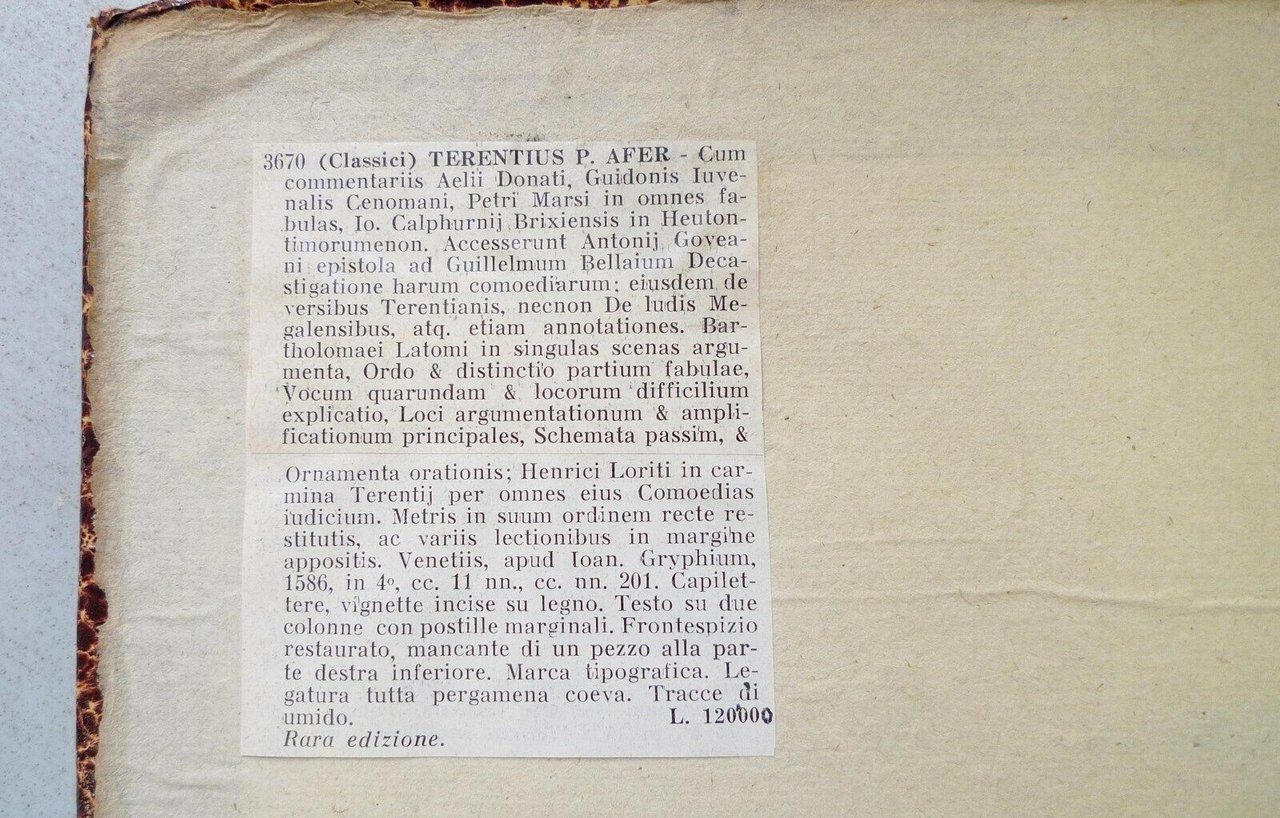 3670 (Classici) TERENTIUS P. AFER - Cum
commentariis Aelii Donati, Guidonis Iuve-
nalis Cenomani, Petri Marsi in omnes fa-
bulas, Io. Calphurnij Brixiensis in Heuton-
timorumenon. Accesserunt Antonij Govea-
ni epistola ad Guillelmum Bellaium Deca-
stigatione harum comoediarum; eiusdem de
versibus Terentianis, necnon De ludis Me-
galensibus, atq. etiam annotationes. Bar-
tholomaei Latomi in singulas scenas argu-
menta, Ordo & distinctio partium fabulae,
Vocum quarundam & locorum difficilium
explicatio, Loci argumentationum & ampli-
ficationum principales, Schemata passim, &
Ornamenta orationis; Henrici Loriti in car-
mina Terentij per omnes eius Comoedias
iudicium. Metris in suum ordinem recte re-
stitutis, ac variis lectionibus in margine
appositis. Venetiis, apud Ioan. Gryphium,
1586, in 4º, cc. 11 nn., cc. nn. 201. Capilet-
tere, vignette incise su legno. Testo su due
colonne con postille marginali. Frontespizio
restaurato, mancante di un pezzo alla par-
te destra inferiore. Marca tipografica. Le-
gatura tutta pergamena coeva. Tracce di
umido. L. 120000
Rara edizione.